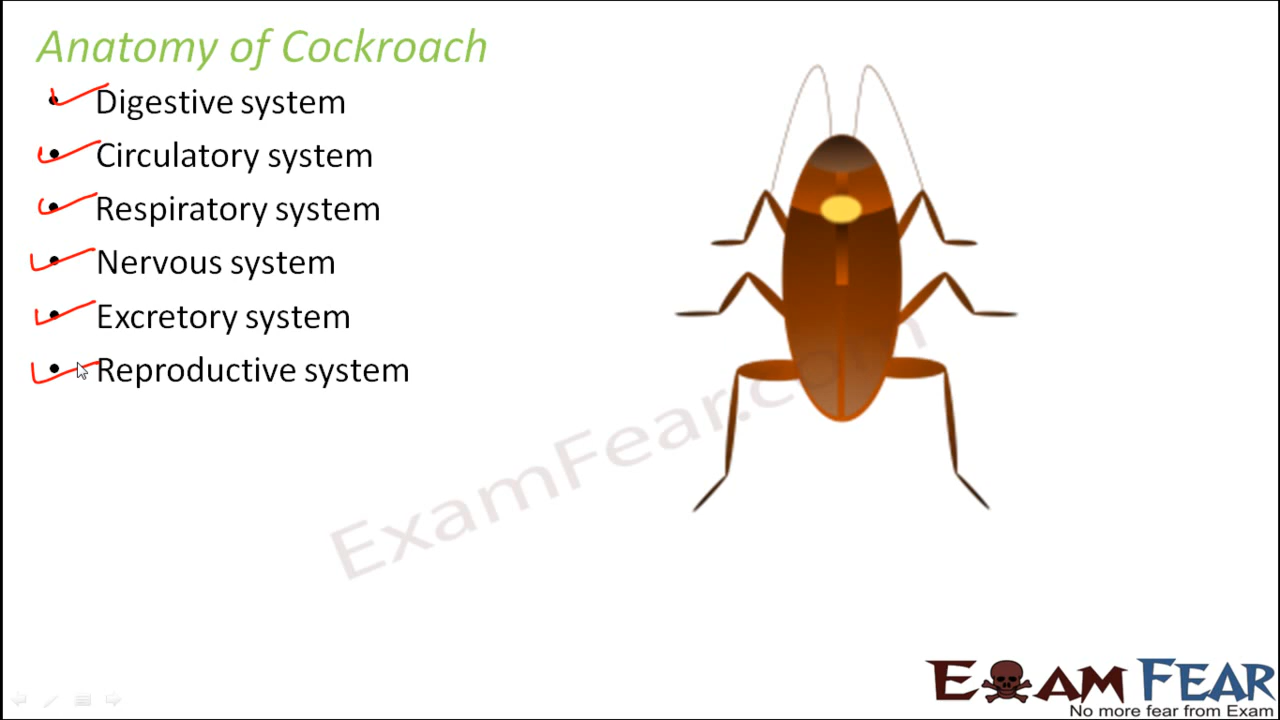 Anatomy of Cockroach
Digestive system
Circulatory system
Respiratory system
Nervous system
Excretory system
Reproductive system
ExamFear.com
EXAM FEAR
No more fear from Exam